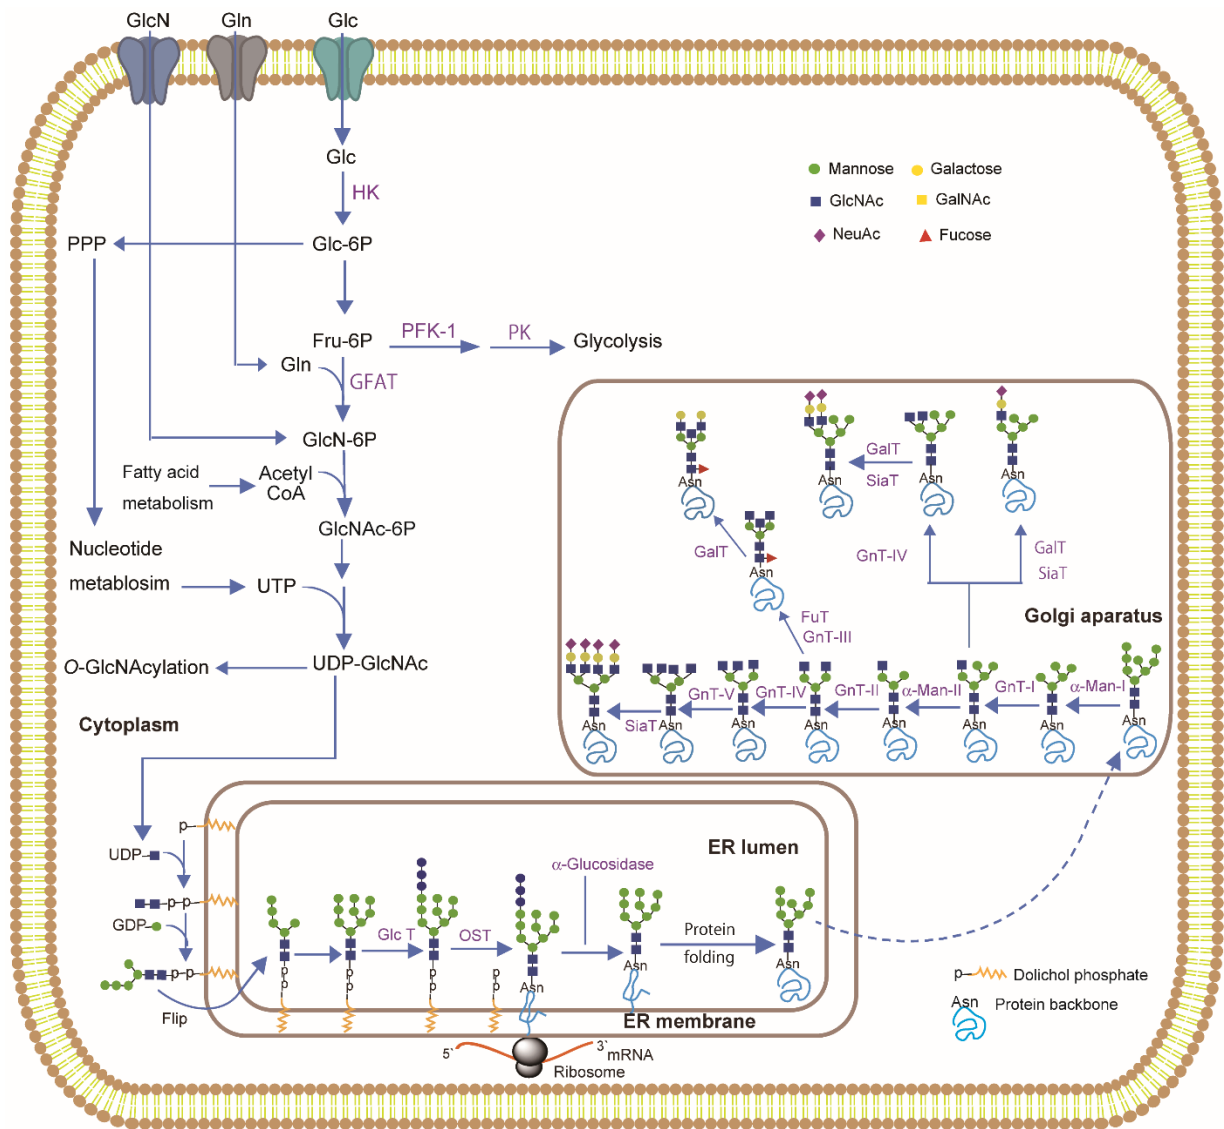 GlcN
Gln
Glc
Glc
HK
PPP
Glc-6P
Fru-6P
PFK-1
PK
Glycolysis
Gln
GFAT
GlcN-6P
Fatty acid
metabolism
Acetyl
CoA
GlcNAc-6P
Nucleotide
metablosim
UTP
O-GlcNAcylation
UDP-GlcNAc
Cytoplasm
Mannose
Galactose
GlcNAc
GalNAc
NeuAc
Fucose
GalT
SiaT
Asn
Asn
Asn
Asn
GalT
Asn
GnT-IV
GalT
SiaT
FuT
GnT-III
Golgi aparatus
SiaT
GnT-V
GnT-IV
GnT-II
α-Man-II
GnT-I
α-Man-I
Asn
Asn
Asn
Asn
Asn
Asn
Asn
Asn
p
UDP
p-p
GDP
p-p
Flip
ER lumen
α-Glucosidase
Glc T
OST
Protein
folding
p
p
p
p
p
p
p
p
Asn
Asn
Asn
ER membrane
5`
3`
mRNA
Ribosome
p
Dolichol phosphate
Asn
Protein backbone